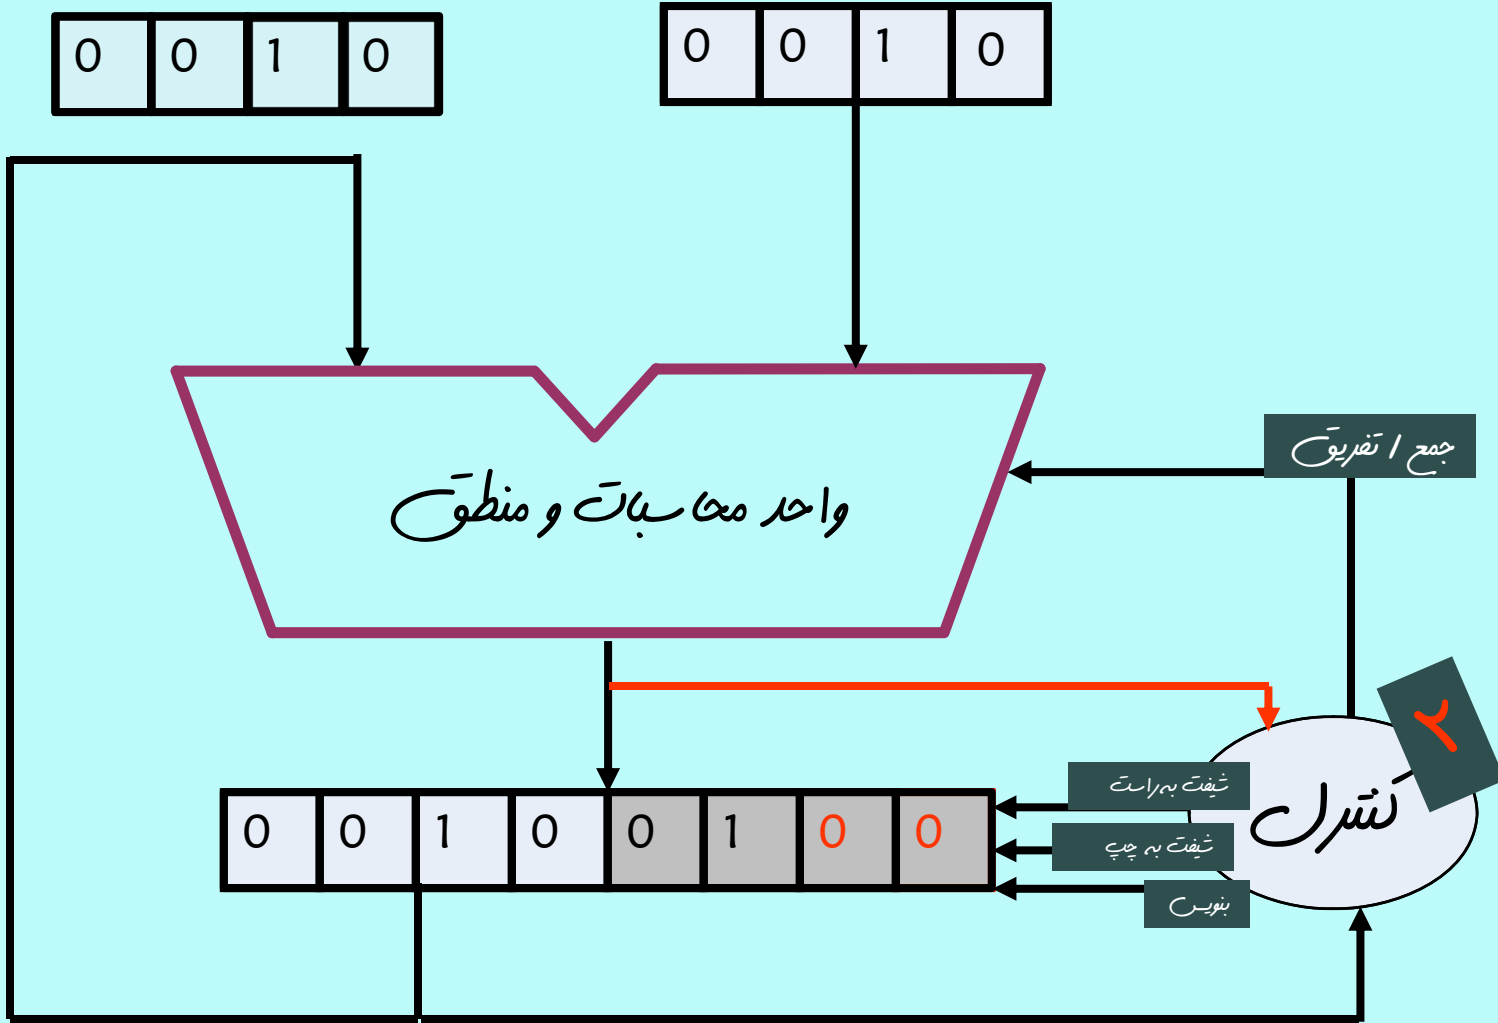 0 0 1 0
0 0 1 0
جمع / تفریق
واحد محاسبات و منطق
۲
کنترل
شیفت به راست
شیفت به چپ
بنویس
0 0 1 0 0 1 0 0